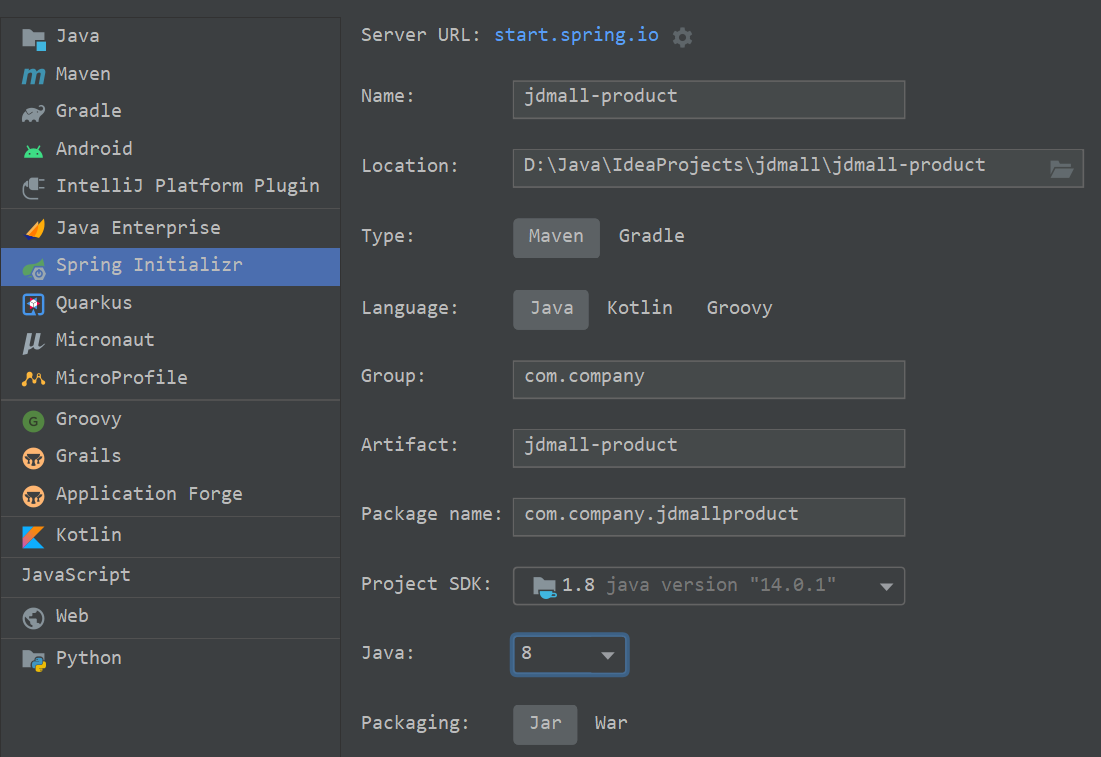 Java
Maven
Gradle
Android
IntelliJ Platform Plugin
Java Enterprise
Spring Initializr
Quarkus
Micronaut
MicroProfile
G Groovy
Grails
Application Forge
Kotlin
JavaScript
Web
Python
Server URL: start.spring.io
Name: jdmall-product
Location: D:\Java\IdeaProjects\jdmall\jdmall-product
Type: Maven Gradle
Language: Java Kotlin Groovy
Group: com.company
Artifact: jdmall-product
Package name: com.company.jdmallproduct
Project SDK: 1.8 java version "14.0.1"
Java: 8
Packaging: Jar War